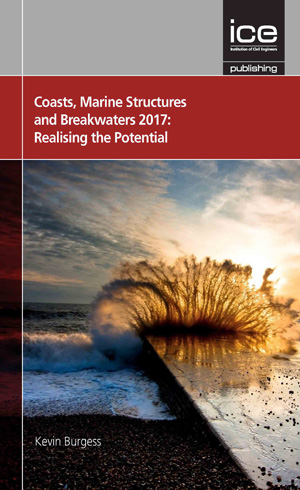 ice
Institution of Civil Engineers
publishing
Coasts, Marine Structures
and Breakwaters 2017:
Realising the Potential
Kevin Burgess